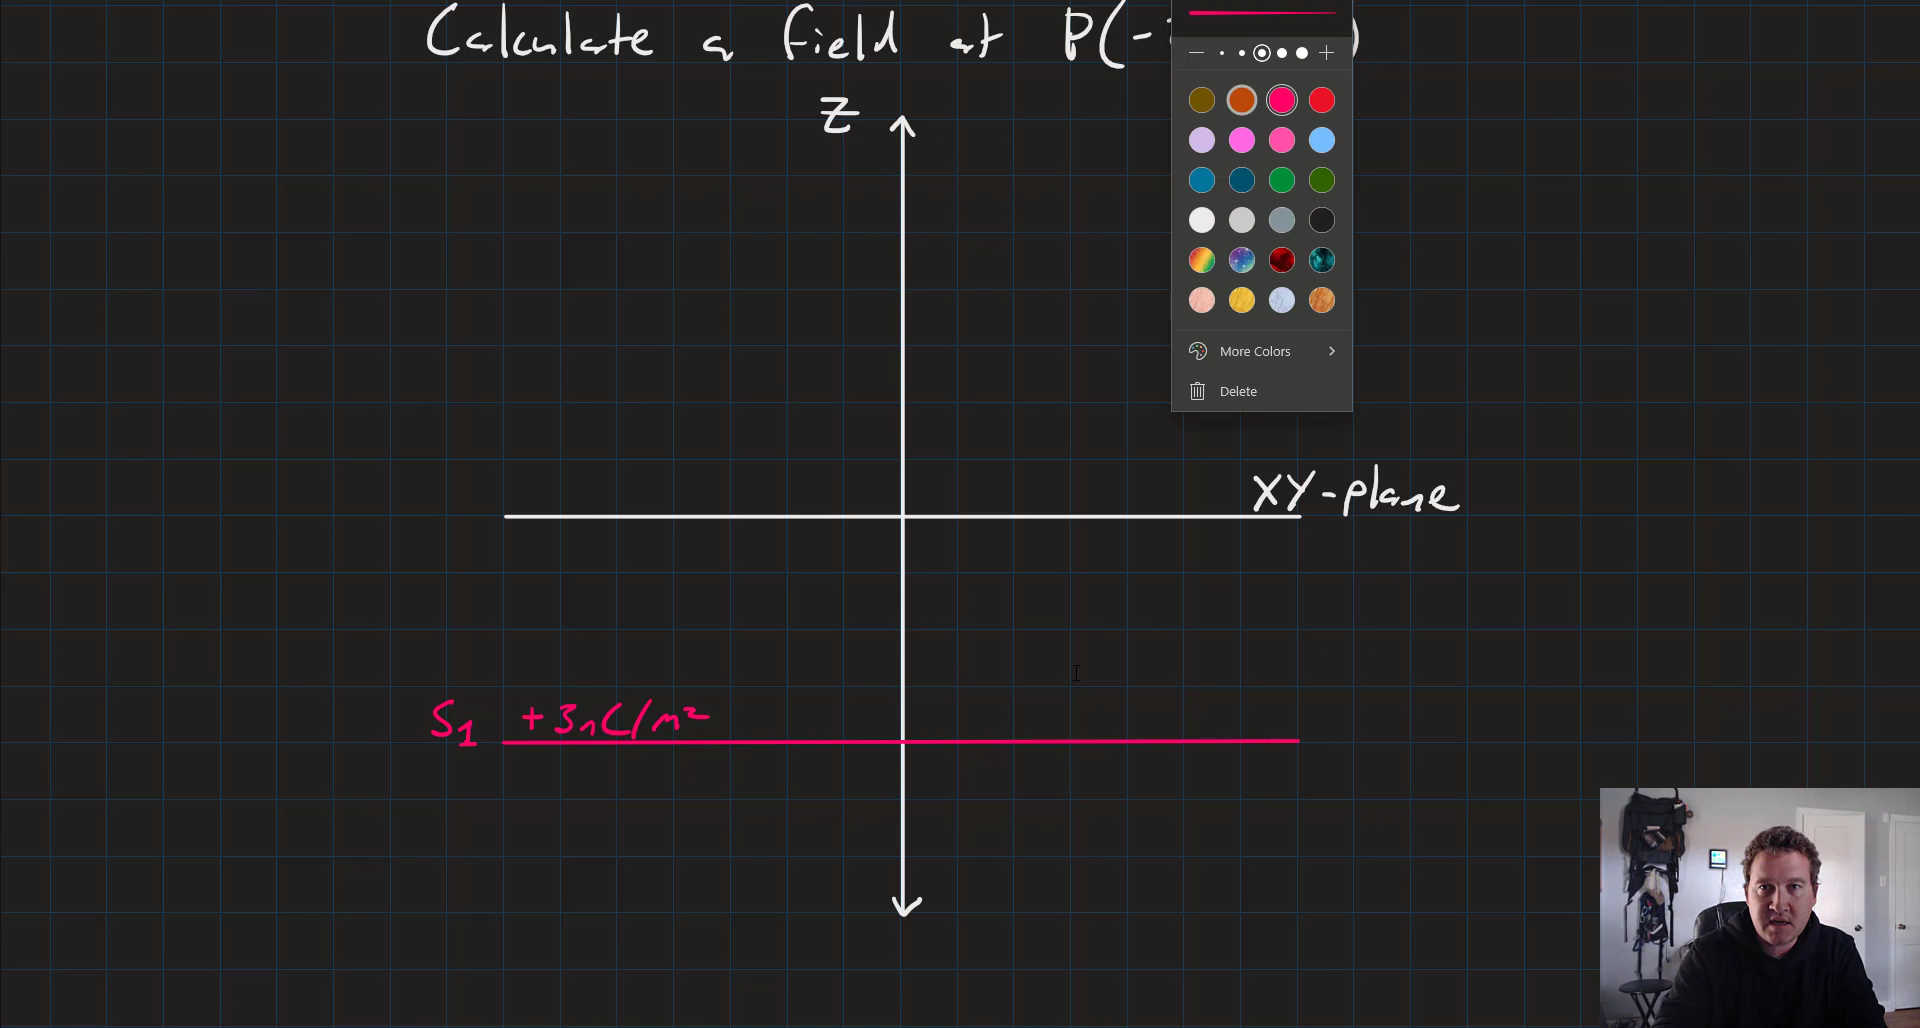 Calculate a field at P(-
Z
More Colors
Delete
XY-plane
S1 +3nC/m²